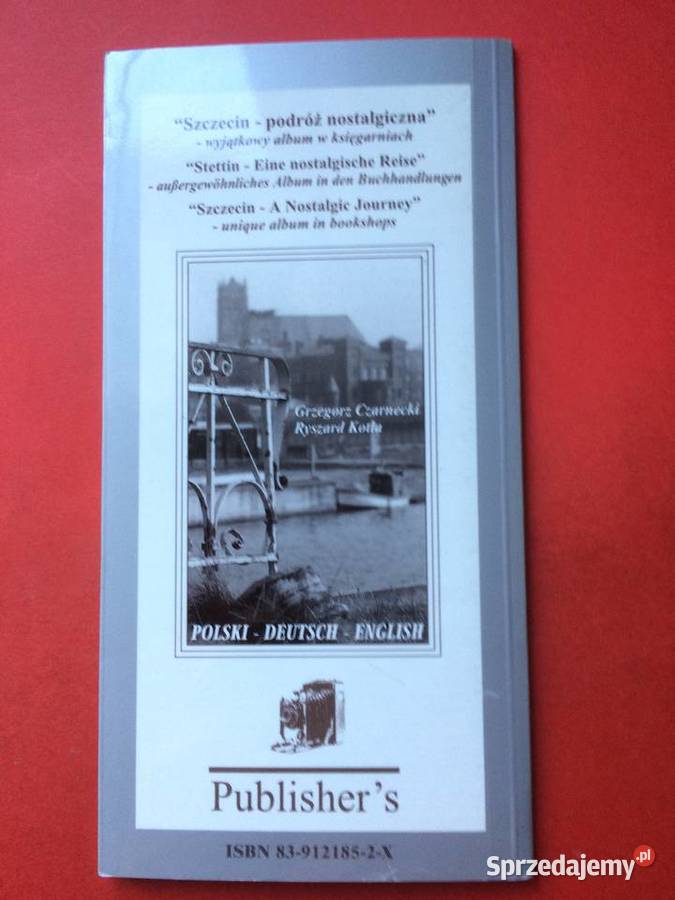 “Szczecin - podróż nostalgiczna”
- wyjątkowy album w księgarniach
“Stettin - Eine nostalgische Reise”
- außergewöhnliches Album in den Buchhandlungen
“Szczecin - A Nostalgic Journey”
- unique album in bookshops
Grzegorz Czarnecki
Ryszard Kotla
POLSKI - DEUTSCH - ENGLISH
Publisher’s
ISBN 83-912185-2-X
Sprzedajemy.pl